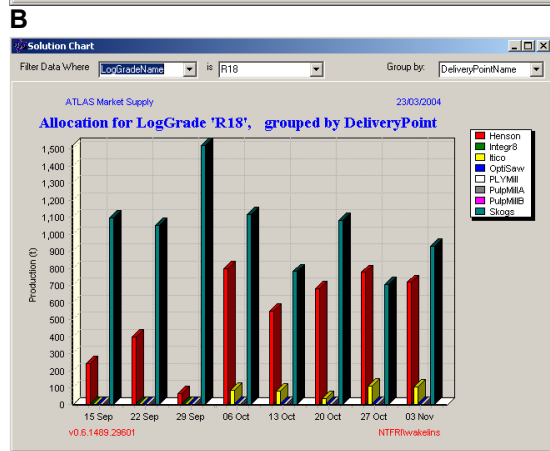 B
Solution Chart
Filter Data Where LogGradeName is R18 Group by: DeliveryPointName
ATLAS Market Supply 23/03/2004
Allocation for LogGrade 'R18', grouped by DeliveryPoint
Henson
Integr8
Itico
OptiSaw
PLYMill
PulpMillA
PulpMillB
Skogs
Production (t)
1,500
1,400
1,300
1,200
1,100
1,000
900
800
700
600
500
400
300
200
100
0
15 Sep 22 Sep 29 Sep 06 Oct 13 Oct 20 Oct 27 Oct 03 Nov
v0.6.1489.29601 NTFRI\wakelins